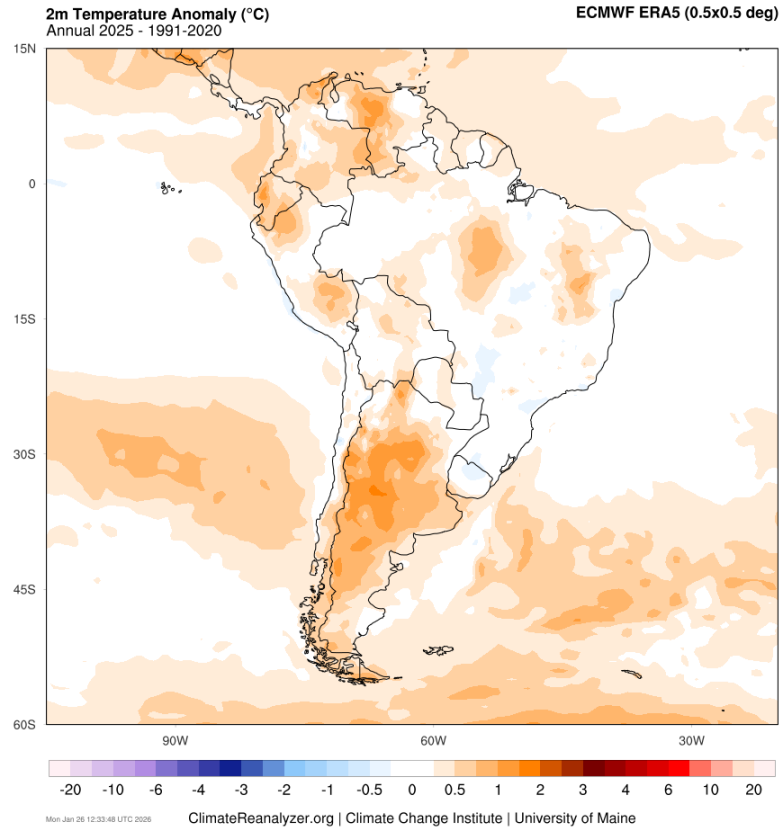 2m Temperature Anomaly (°C)
ECMWF ERA5 (0.5x0.5 deg)
Annual 2025 - 1991-2020
15N
0
15S
30S
45S
60S
90W
60W
30W
-20 -10 -6 -4 -3 -2 -1 -0.5 0 0.5 1 2 3 4 6 10 20
Mon Jan 26 12:33:48 UTC 2026
ClimateReanalyzer.org | Climate Change Institute | University of Maine